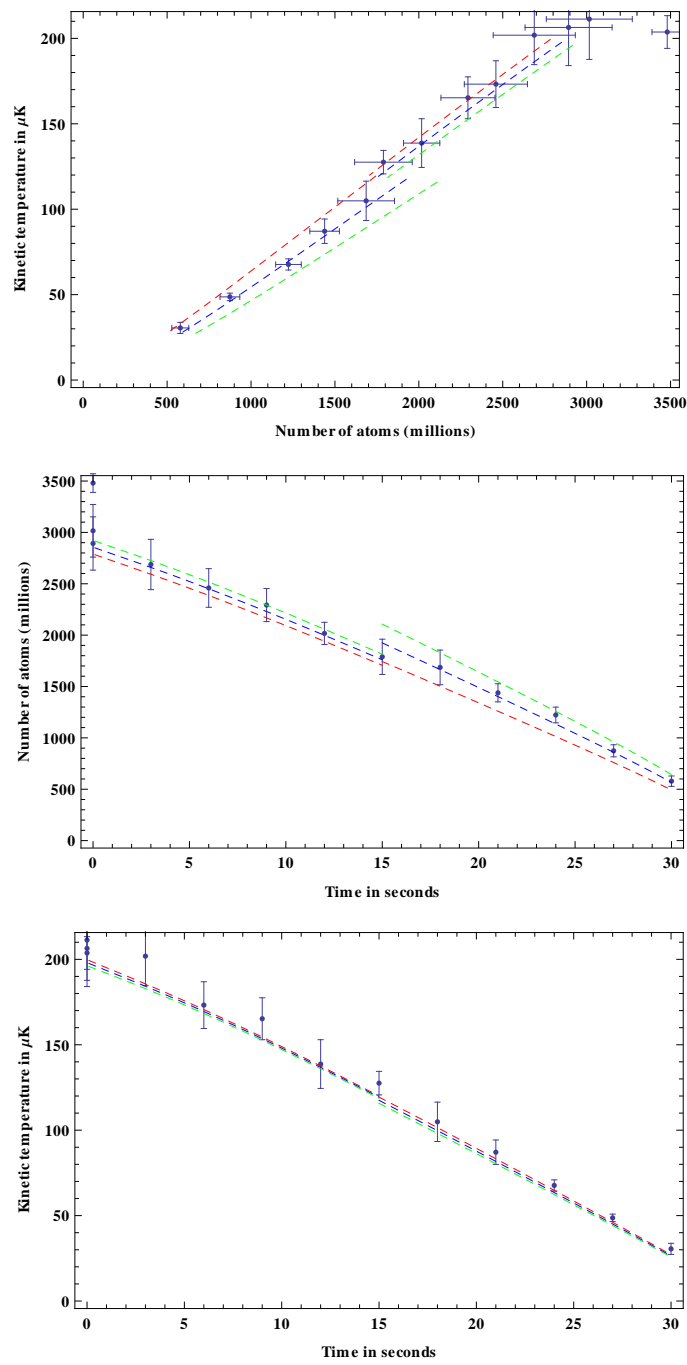 200
150
100
50
0
Kinetic temperature in μK
0 500 1000 1500 2000 2500 3000 3500
Number of atoms (millions)
3500
3000
2500
2000
1500
1000
500
0
Number of atoms (millions)
0 5 10 15 20 25 30
Time in seconds
200
150
100
50
0
Kinetic temperature in μK
0 5 10 15 20 25 30
Time in seconds